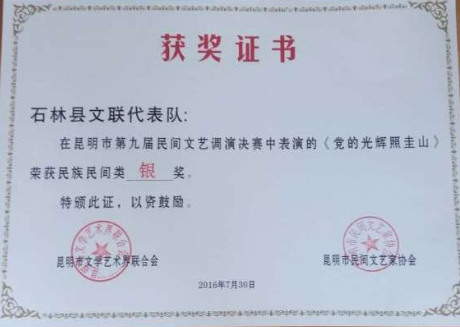 获奖证书
石林县文联代表队:
在昆明市第九届民间文艺调演决赛中表演的《党的光辉照圭山》
荣获民族民间类 银 奖。
特颁此证，以资鼓励。
昆明市文学艺术界联合会
昆明市民间文艺家协会
2016年7月30日